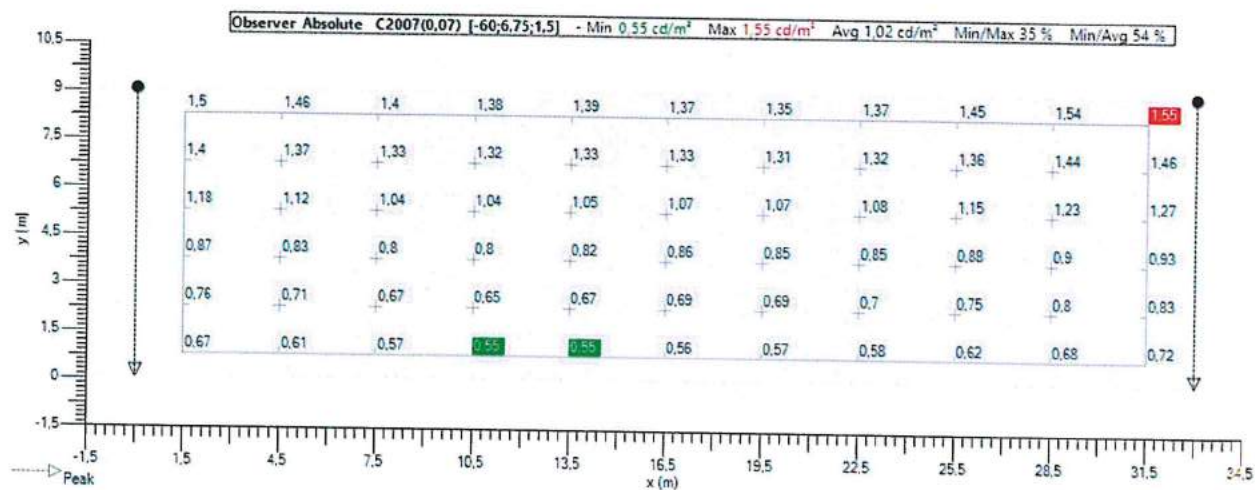 Observer Absolute C2007(0,07) [-60;6,75;1,5] - Min 0,55 cd/m² Max 1,55 cd/m² Avg 1,02 cd/m² Min/Max 35 % Min/Avg 54 %
10,5
9
1,5 1,46 1,4 1,38 1,39 1,37 1,35 1,37 1,45 1,54 1,55
7,5
1,4 1,37 1,33 1,32 1,33 1,33 1,31 1,32 1,36 1,44 1,46
6
1,18 1,12 1,04 1,04 1,05 1,07 1,07 1,08 1,15 1,23 1,27
y (m)
4,5
0,87 0,83 0,8 0,8 0,82 0,86 0,85 0,85 0,88 0,9 0,93
3
0,76 0,71 0,67 0,65 0,67 0,69 0,69 0,7 0,75 0,8 0,83
1,5
0,67 0,61 0,57 0,55 0,55 0,56 0,57 0,58 0,62 0,68 0,72
0
-1,5
-1,5 1,5 4,5 7,5 10,5 13,5 16,5 19,5 22,5 25,5 28,5 31,5 34,5
Peak
x (m)